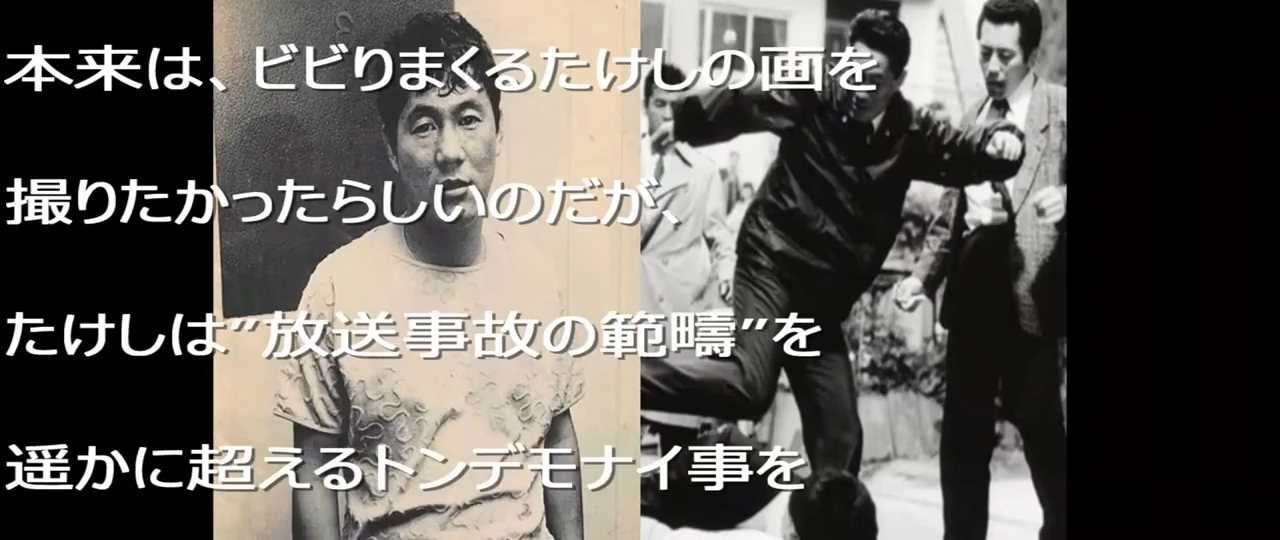 本来は、ビビりまくるたけしの画を
撮りたかったらしいのだが、
たけしは”放送事故の範疇”を
遥かに超えるトンデモナイ事を